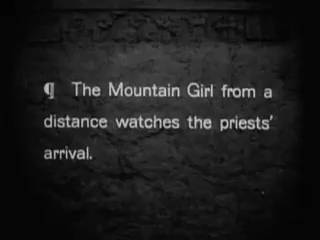 ¶ The Mountain Girl from a
distance watches the priests'
arrival.